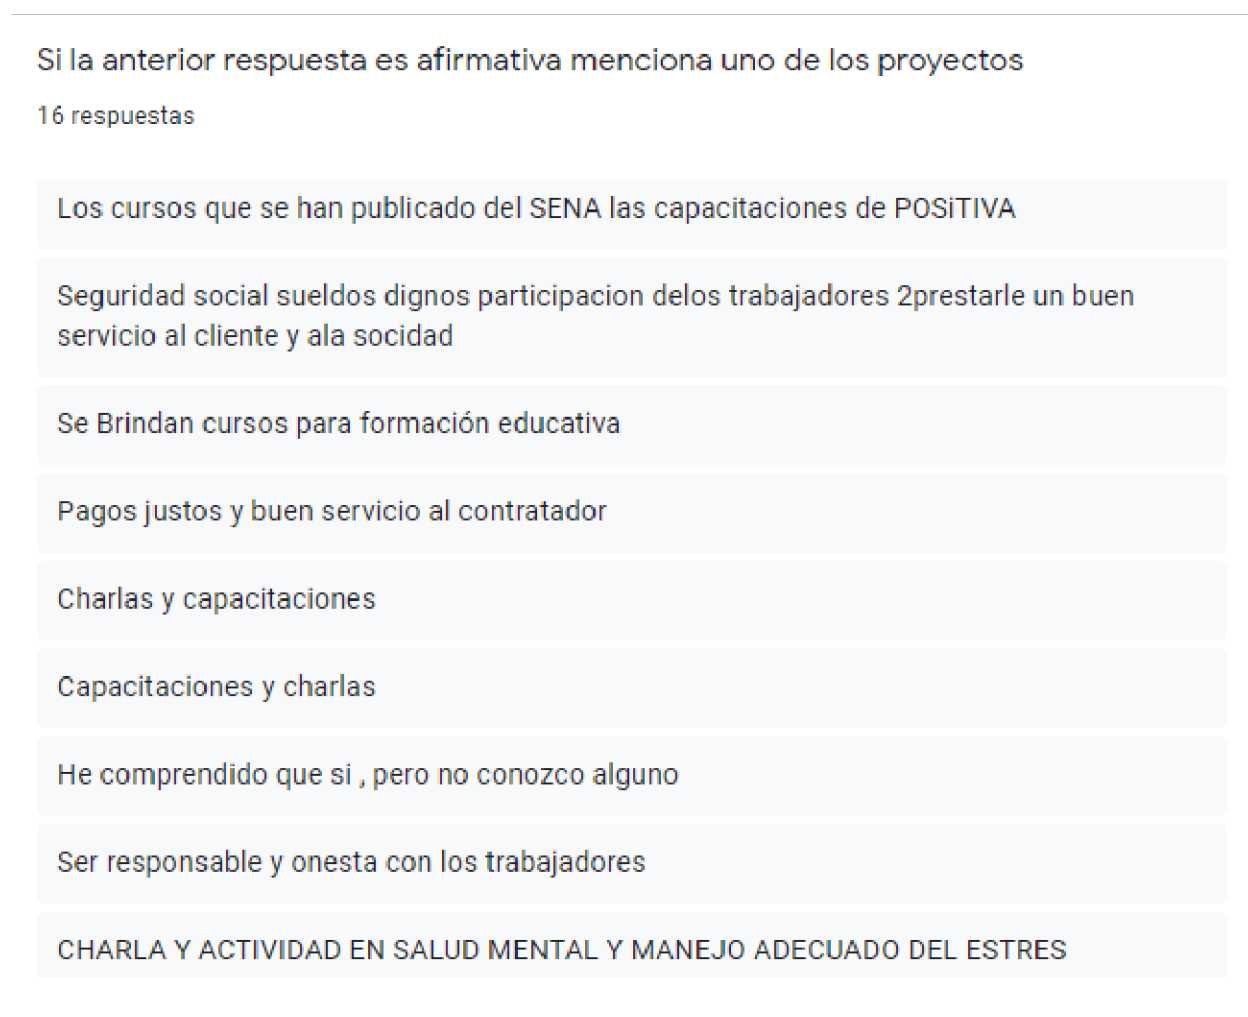 Si la anterior respuesta es afirmativa menciona uno de los proyectos
16 respuestas
Los cursos que se han publicado del SENA las capacitaciones de POSiTIVA
Seguridad social sueldos dignos participacion delos trabajadores 2prestarle un buen
servicio al cliente y ala socidad
Se Brindan cursos para formación educativa
Pagos justos y buen servicio al contratador
Charlas y capacitaciones
Capacitaciones y charlas
He comprendido que si , pero no conozco alguno
Ser responsable y onesta con los trabajadores
CHARLA Y ACTIVIDAD EN SALUD MENTAL Y MANEJO ADECUADO DEL ESTRES